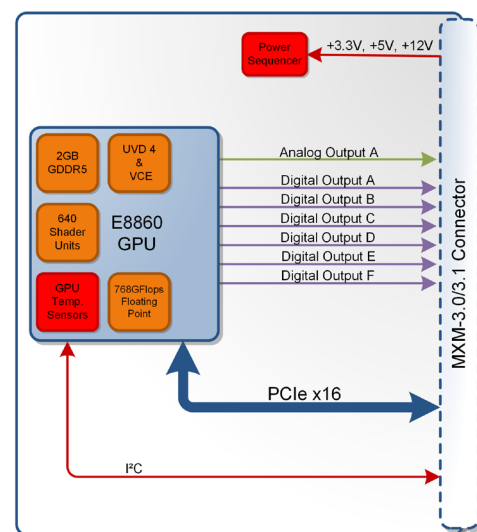 Power
Sequencer
+3.3V, +5V, +12V
2GB
GDDR5
UVD 4
&
VCE
640
Shader
Units
E8860
GPU
GPU
Temp.
Sensors
768GFlops
Floating
Point
Analog Output A
Digital Output A
Digital Output B
Digital Output C
Digital Output D
Digital Output E
Digital Output F
PCIe x16
I²C
MXM-3.0/3.1 Connector